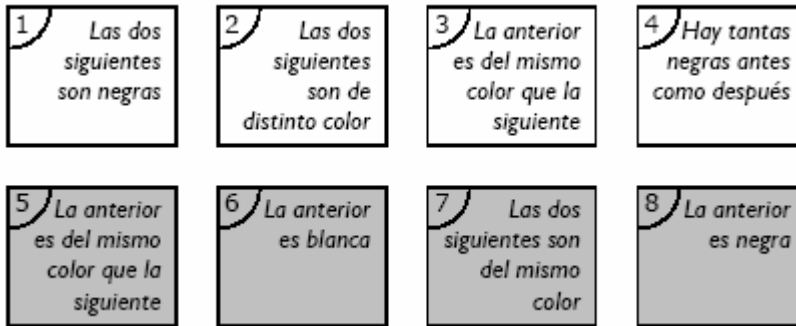 1 Las dos
siguientes
son negras
2 Las dos
siguientes
son de
distinto color
3 La anterior
es del mismo
color que la
siguiente
4 Hay tantas
negras antes
como después
5 La anterior
es del mismo
color que la
siguiente
6 La anterior
es blanca
7 Las dos
siguientes son
del mismo
color
8 La anterior
es negra